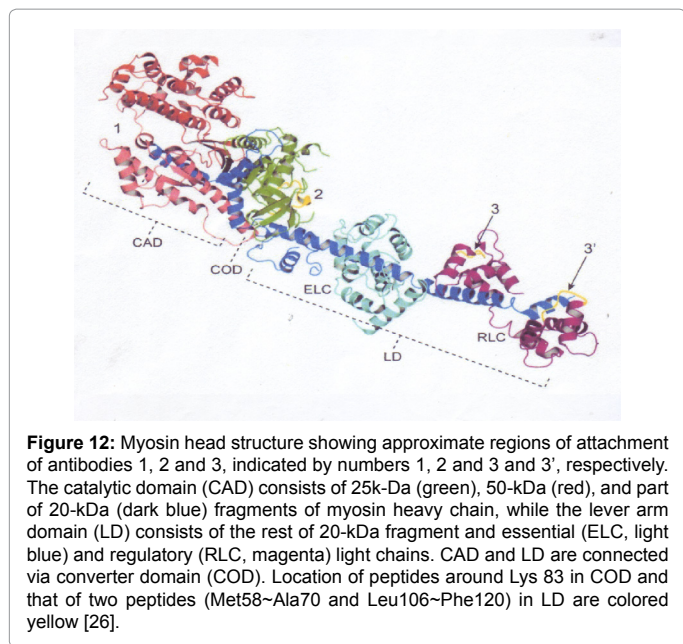 1
2
3
3'
CAD
COD
ELC
RLC
LD
Figure 12: Myosin head structure showing approximate regions of attachment
of antibodies 1, 2 and 3, indicated by numbers 1, 2 and 3 and 3’, respectively.
The catalytic domain (CAD) consists of 25k-Da (green), 50-kDa (red), and part
of 20-kDa (dark blue) fragments of myosin heavy chain, while the lever arm
domain (LD) consists of the rest of 20-kDa fragment and essential (ELC, light
blue) and regulatory (RLC, magenta) light chains. CAD and LD are connected
via converter domain (COD). Location of peptides around Lys 83 in COD and
that of two peptides (Met58~Ala70 and Leu106~Phe120) in LD are colored
yellow [26].